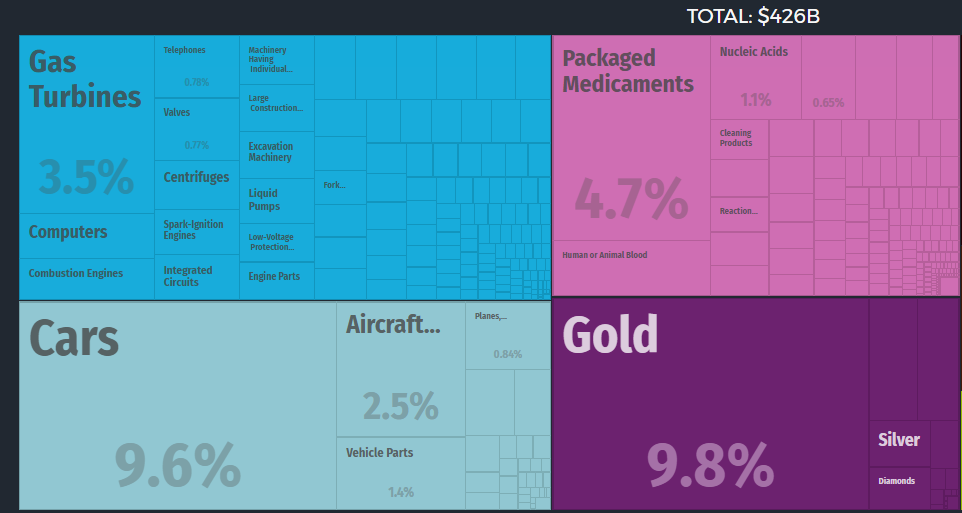 TOTAL: $426B
Gas
Turbines
3.5%
Computers
Combustion Engines
Telephones
0.78%
Valves
0.77%
Centrifuges
Spark-Ignition
Engines
Integrated
Circuits
Machinery
Having
Individual...
Large
Construction...
Excavation
Machinery
Liquid
Pumps
Low-Voltage
Protection...
Engine Parts
Fork...
Packaged
Medicaments
4.7%
Human or Animal Blood
Nucleic Acids
1.1%
0.65%
Cleaning
Products
Reaction...
Cars
9.6%
Aircraft...
2.5%
Vehicle Parts
1.4%
Planes,...
0.84%
Gold
9.8%
Silver
Diamonds